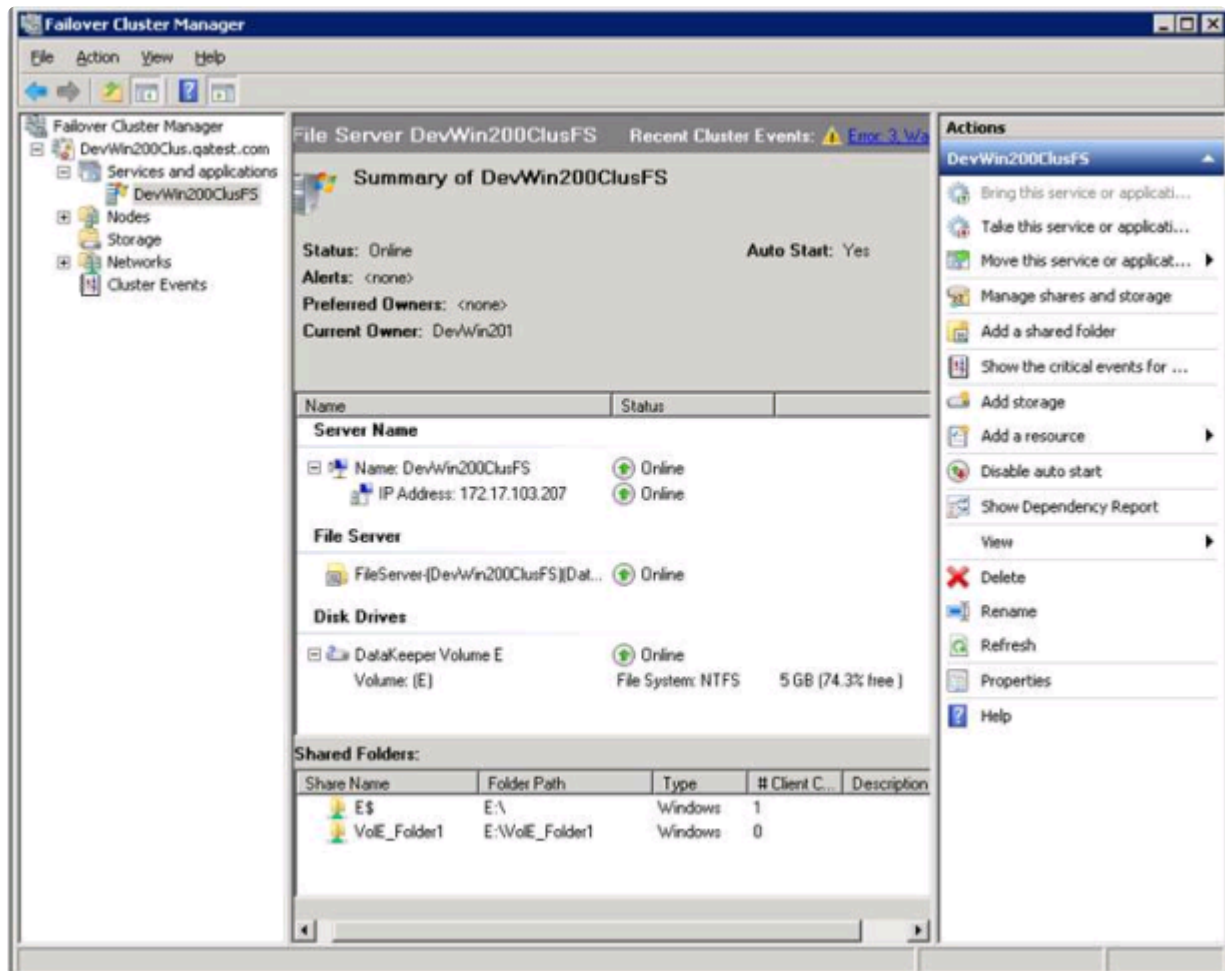 Failover Cluster Manager
File Action View Help
Failover Cluster Manager
DevWin200Clus.qatest.com
Services and applications
DevWin200ClusFS
Nodes
Storage
Networks
Cluster Events
File Server DevWin200ClusFS Recent Cluster Events: Error: 3, Wa
Summary of DevWin200ClusFS
Status: Online Auto Start: Yes
Alerts: <none>
Preferred Owners: <none>
Current Owner: DevWin201
Name Status
Server Name
Name: DevWin200ClusFS Online
IP Address: 172.17.103.207 Online
File Server
FileServer-(DevWin200ClusFS)(Dat... Online
Disk Drives
DataKeeper Volume E Online
Volume: (E) File System: NTFS 5 GB (74.3% free )
Shared Folders:
Share Name Folder Path Type # Client C... Description
E$ E:\ Windows 1
VolE_Folder1 E:\VolE_Folder1 Windows 0
Actions
DevWin200ClusFS
Bring this service or applicati...
Take this service or applicati...
Move this service or applicat...
Manage shares and storage
Add a shared folder
Show the critical events for ...
Add storage
Add a resource
Disable auto start
Show Dependency Report
View
Delete
Rename
Refresh
Properties
Help